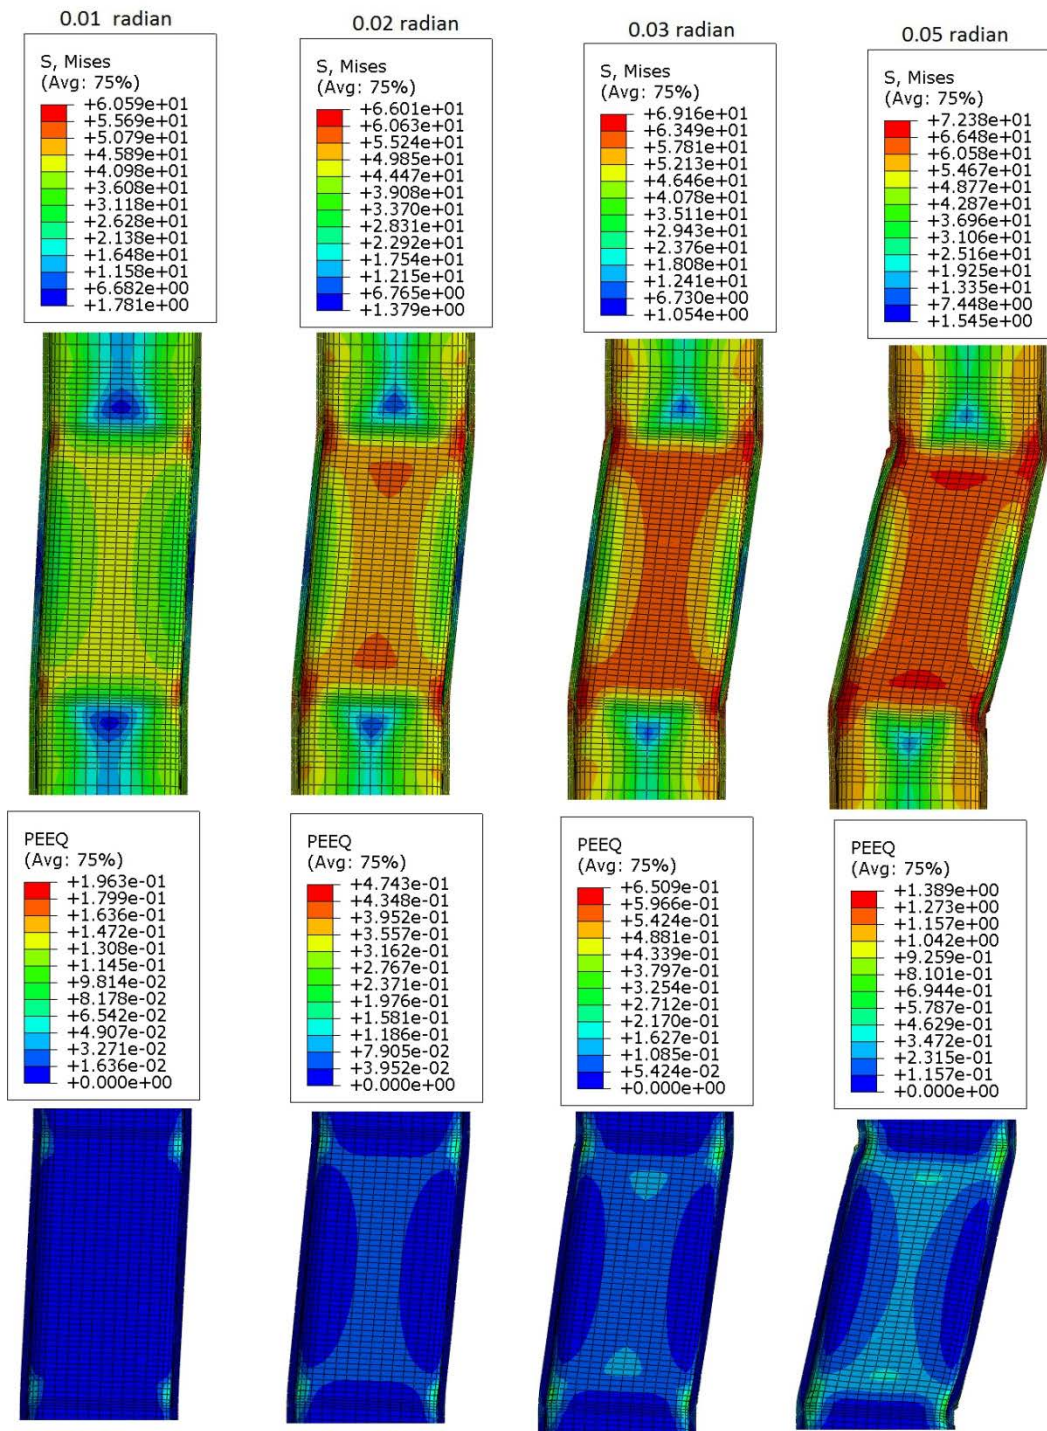 0.01 radian
0.02 radian
0.03 radian
0.05 radian
S, Mises
(Avg: 75%)
+6.059e+01
+5.569e+01
+5.079e+01
+4.589e+01
+4.098e+01
+3.608e+01
+3.118e+01
+2.628e+01
+2.138e+01
+1.648e+01
+1.158e+01
+6.682e+00
+1.781e+00
S, Mises
(Avg: 75%)
+6.601e+01
+6.063e+01
+5.524e+01
+4.985e+01
+4.447e+01
+3.908e+01
+3.370e+01
+2.831e+01
+2.292e+01
+1.754e+01
+1.215e+01
+6.765e+00
+1.379e+00
S, Mises
(Avg: 75%)
+6.916e+01
+6.349e+01
+5.781e+01
+5.213e+01
+4.646e+01
+4.078e+01
+3.511e+01
+2.943e+01
+2.376e+01
+1.808e+01
+1.241e+01
+6.730e+00
+1.054e+00
S, Mises
(Avg: 75%)
+7.238e+01
+6.648e+01
+6.058e+01
+5.467e+01
+4.877e+01
+4.287e+01
+3.696e+01
+3.106e+01
+2.516e+01
+1.925e+01
+1.335e+01
+7.448e+00
+1.545e+00
PEEQ
(Avg: 75%)
+1.963e-01
+1.799e-01
+1.636e-01
+1.472e-01
+1.308e-01
+1.145e-01
+9.814e-02
+8.178e-02
+6.542e-02
+4.907e-02
+3.271e-02
+1.636e-02
+0.000e+00
PEEQ
(Avg: 75%)
+4.743e-01
+4.348e-01
+3.952e-01
+3.557e-01
+3.162e-01
+2.767e-01
+2.371e-01
+1.976e-01
+1.581e-01
+1.186e-01
+7.905e-02
+3.952e-02
+0.000e+00
PEEQ
(Avg: 75%)
+6.509e-01
+5.966e-01
+5.424e-01
+4.881e-01
+4.339e-01
+3.797e-01
+3.254e-01
+2.712e-01
+2.170e-01
+1.627e-01
+1.085e-01
+5.424e-02
+0.000e+00
PEEQ
(Avg: 75%)
+1.389e+00
+1.273e+00
+1.157e+00
+1.042e+00
+9.259e-01
+8.101e-01
+6.944e-01
+5.787e-01
+4.629e-01
+3.472e-01
+2.315e-01
+1.157e-01
+0.000e+00